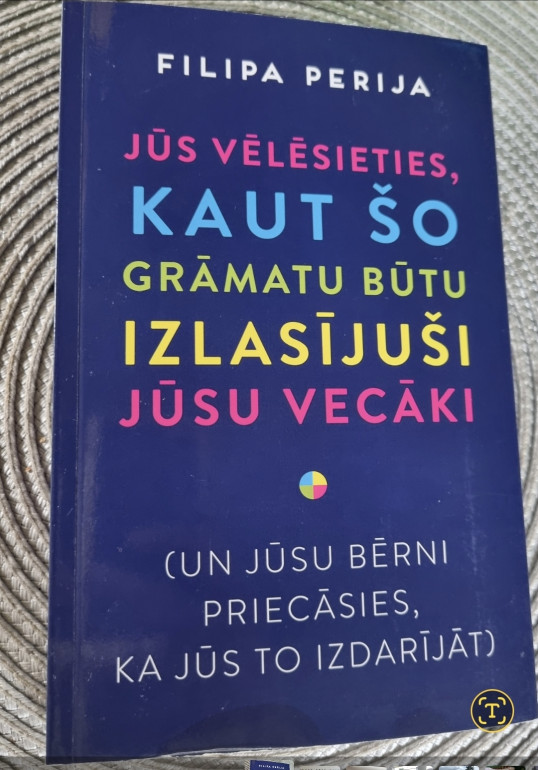 FILIPA PERIJA
JŪS VĒLĒSIETIES,
KAUT ŠO
GRĀMATU BŪTU
IZLASĪJUŠI
JŪSU VECĀKI
(UN JŪSU BĒRNI
PRIECĀSIES,
KA JŪS TO IZDARĪJĀT)
T